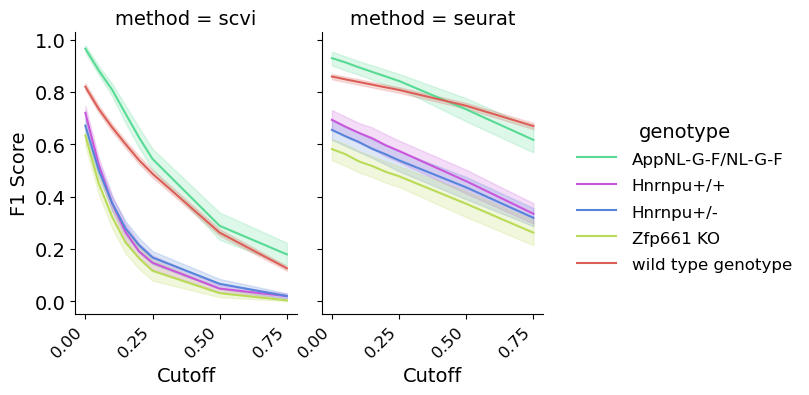 method = scvi
method = seurat
F1 Score
1.0
0.8
0.6
0.4
0.2
0.0
0.00
0.25
0.50
0.75
Cutoff
0.00
0.25
0.50
0.75
Cutoff
genotype
AppNL-G-F/NL-G-F
Hnrnpu+/+
Hnrnpu+/-
Zfp661 KO
wild type genotype